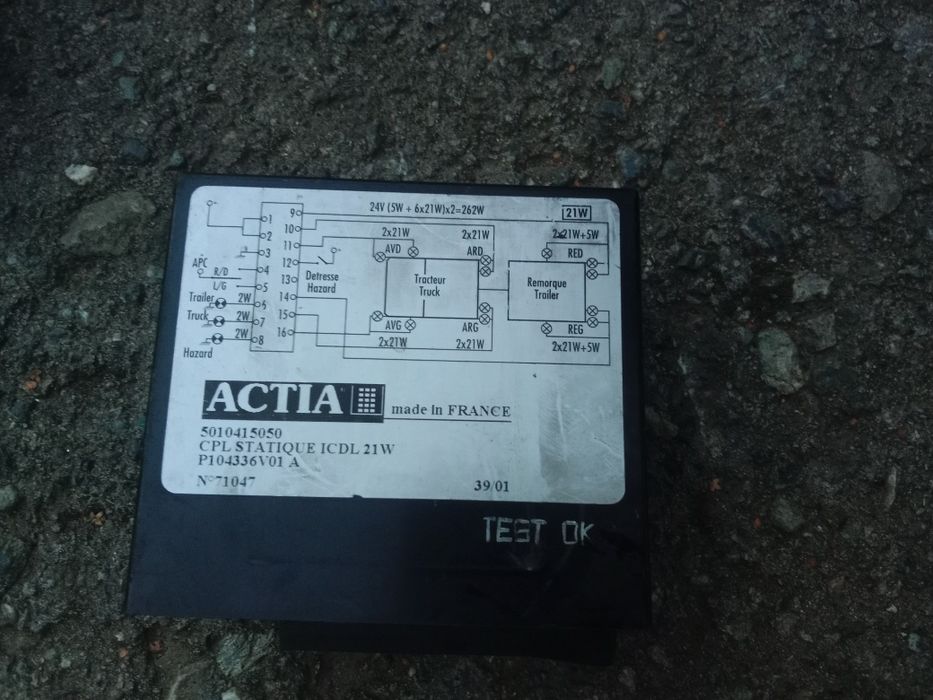 24V (5W + 6x21W)x2=262W
21W
1 9
2 10
3 11
4 12
5 13
6 14
7 15
8 16
2x21W 2x21W 2x21W+5W
AVD ARD RED
APC R/D
L/G
Détresse
Hazard
Tracteur
Truck
Remorque
Trailer
Trailer 2W
Truck 2W
2W
Hazard
AVG ARG REG
2x21W 2x21W 2x21W+5W
ACTIA made in FRANCE
5010415050
CPL STATIQUE ICDL 21W
P104336V01 A
N°71047 39/01
TEST OK